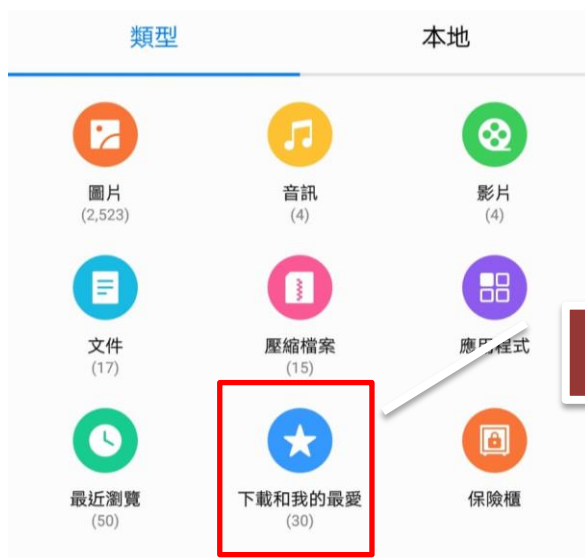 類型
本地
圖片
(2,523)
音訊
(4)
影片
(4)
文件
(17)
壓縮檔案
(15)
應用程式
最近瀏覽
(50)
下載和我的最愛
(30)
保險櫃